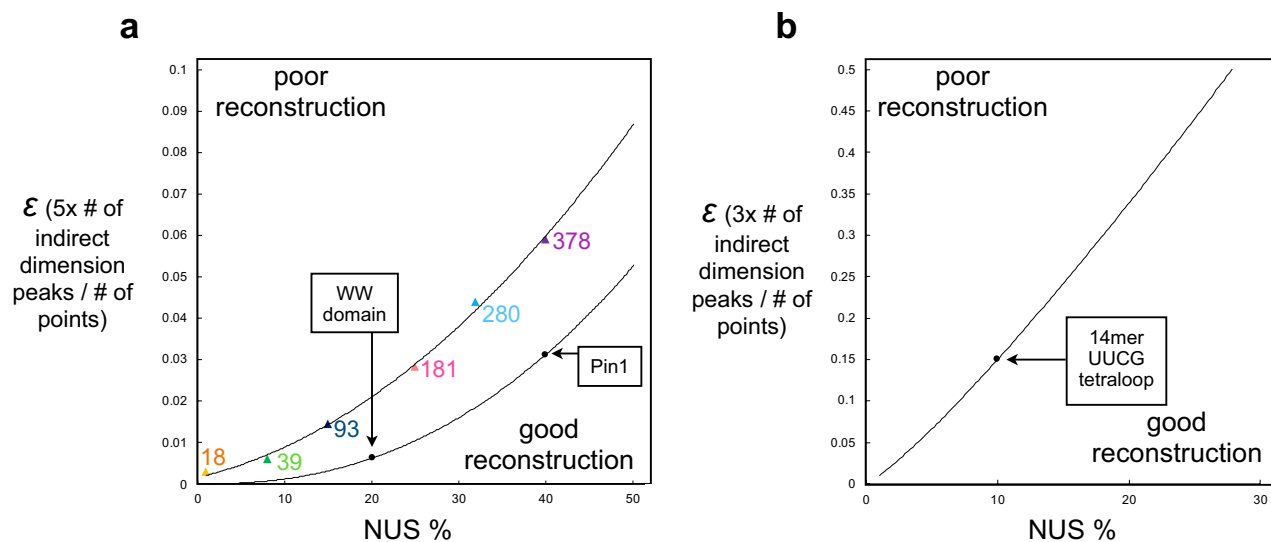 a
poor
reconstruction
0.1
0.09
0.08
0.07
0.06
0.05
0.04
0.03
0.02
0.01
0
ε (5x # of
indirect
dimension
peaks / # of
points)
WW
domain
378
280
181
93
39
18
Pin1
good
reconstruction
0
10
20
30
40
50
NUS %
b
poor
reconstruction
0.5
0.45
0.4
0.35
0.3
0.25
0.2
0.15
0.1
0.05
0
ε (3x # of
indirect
dimension
peaks / # of
points)
14mer
UUCG
tetraloop
good
reconstruction
0
10
20
30
NUS %